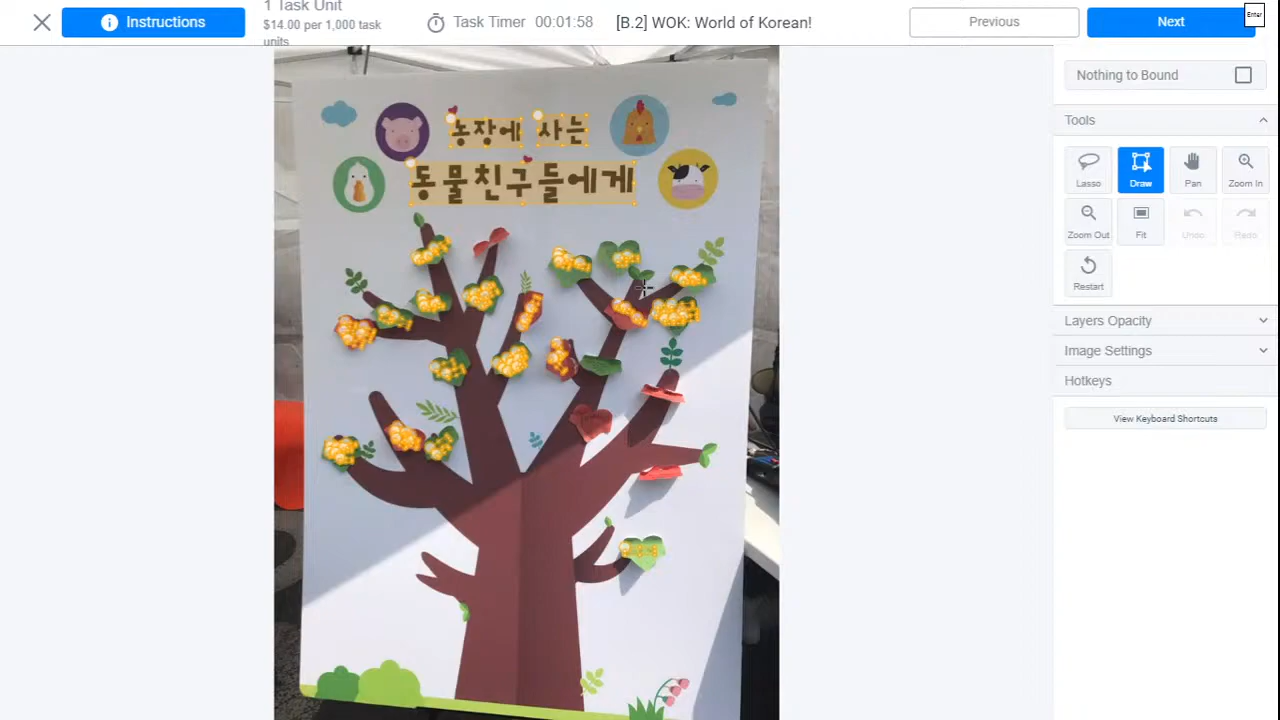 Instructions
1 Task Unit
$14.00 per 1,000 task
units
Task Timer 00:01:58
[B.2] WOK: World of Korean!
Previous
Next
Enter
Nothing to Bound
Tools
Lasso
Draw
Pan
Zoom In
Zoom Out
Fit
Undo
Redo
Restart
Layers Opacity
Image Settings
Hotkeys
View Keyboard Shortcuts
농장에 사는
동물친구들에게